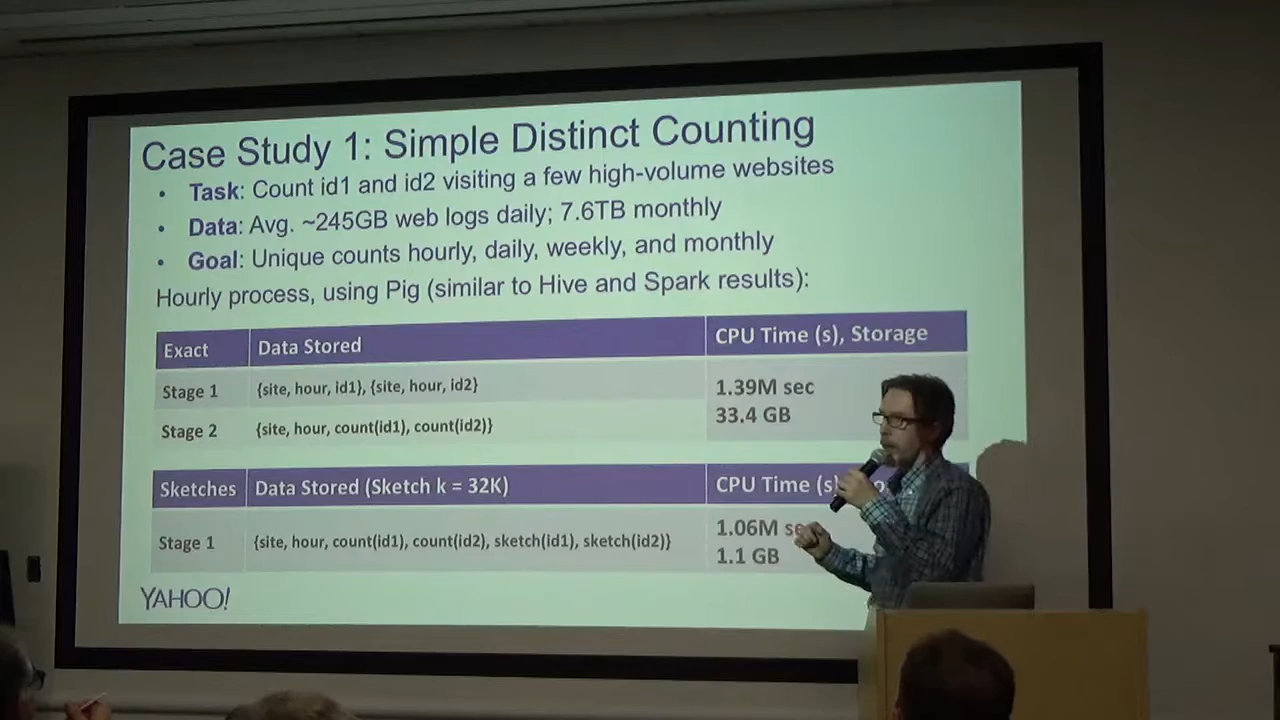 Case Study 1: Simple Distinct Counting
• Task: Count id1 and id2 visiting a few high-volume websites
• Data: Avg. ~245GB web logs daily; 7.6TB monthly
• Goal: Unique counts hourly, daily, weekly, and monthly
Hourly process, using Pig (similar to Hive and Spark results):
Exact Data Stored CPU Time (s), Storage
Stage 1 {site, hour, id1}, {site, hour, id2} 1.39M sec
33.4 GB
Stage 2 {site, hour, count(id1), count(id2)}
Sketches Data Stored (Sketch k = 32K) CPU Time (s)
Stage 1 {site, hour, count(id1), count(id2), sketch(id1), sketch(id2)} 1.06M
1.1 GB
YAHOO!